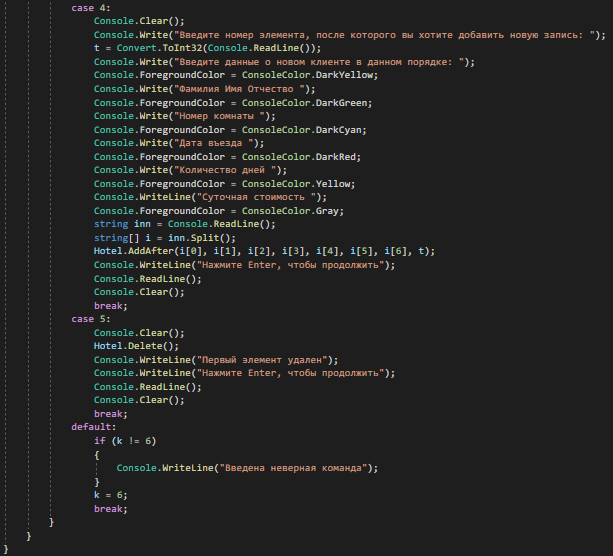 case 4:
Console.Clear();
Console.Write("Введите номер элемента, после которого вы хотите добавить новую запись: ");
t = Convert.ToInt32(Console.ReadLine());
Console.Write("Введите данные о новом клиенте в данном порядке: ");
Console.ForegroundColor = ConsoleColor.DarkYellow;
Console.Write("Фамилия Имя Отчество ");
Console.ForegroundColor = ConsoleColor.DarkGreen;
Console.Write("Номер комнаты ");
Console.ForegroundColor = ConsoleColor.DarkCyan;
Console.Write("Дата въезда ");
Console.ForegroundColor = ConsoleColor.DarkRed;
Console.Write("Количество дней ");
Console.ForegroundColor = ConsoleColor.Yellow;
Console.WriteLine("Суточная стоимость ");
Console.ForegroundColor = ConsoleColor.Gray;
string inn = Console.ReadLine();
string[] i = inn.Split();
Hotel.AddAfter(i[0], i[1], i[2], i[3], i[4], i[5], i[6], t);
Console.WriteLine("Нажмите Enter, чтобы продолжить");
Console.ReadLine();
Console.Clear();
break;
case 5:
Console.Clear();
Hotel.Delete();
Console.WriteLine("Первый элемент удален");
Console.WriteLine("Нажмите Enter, чтобы продолжить");
Console.ReadLine();
Console.Clear();
break;
default:
if (k != 6)
{
Console.WriteLine("Введена неверная команда");
}
k = 6;
break;
}
}
}